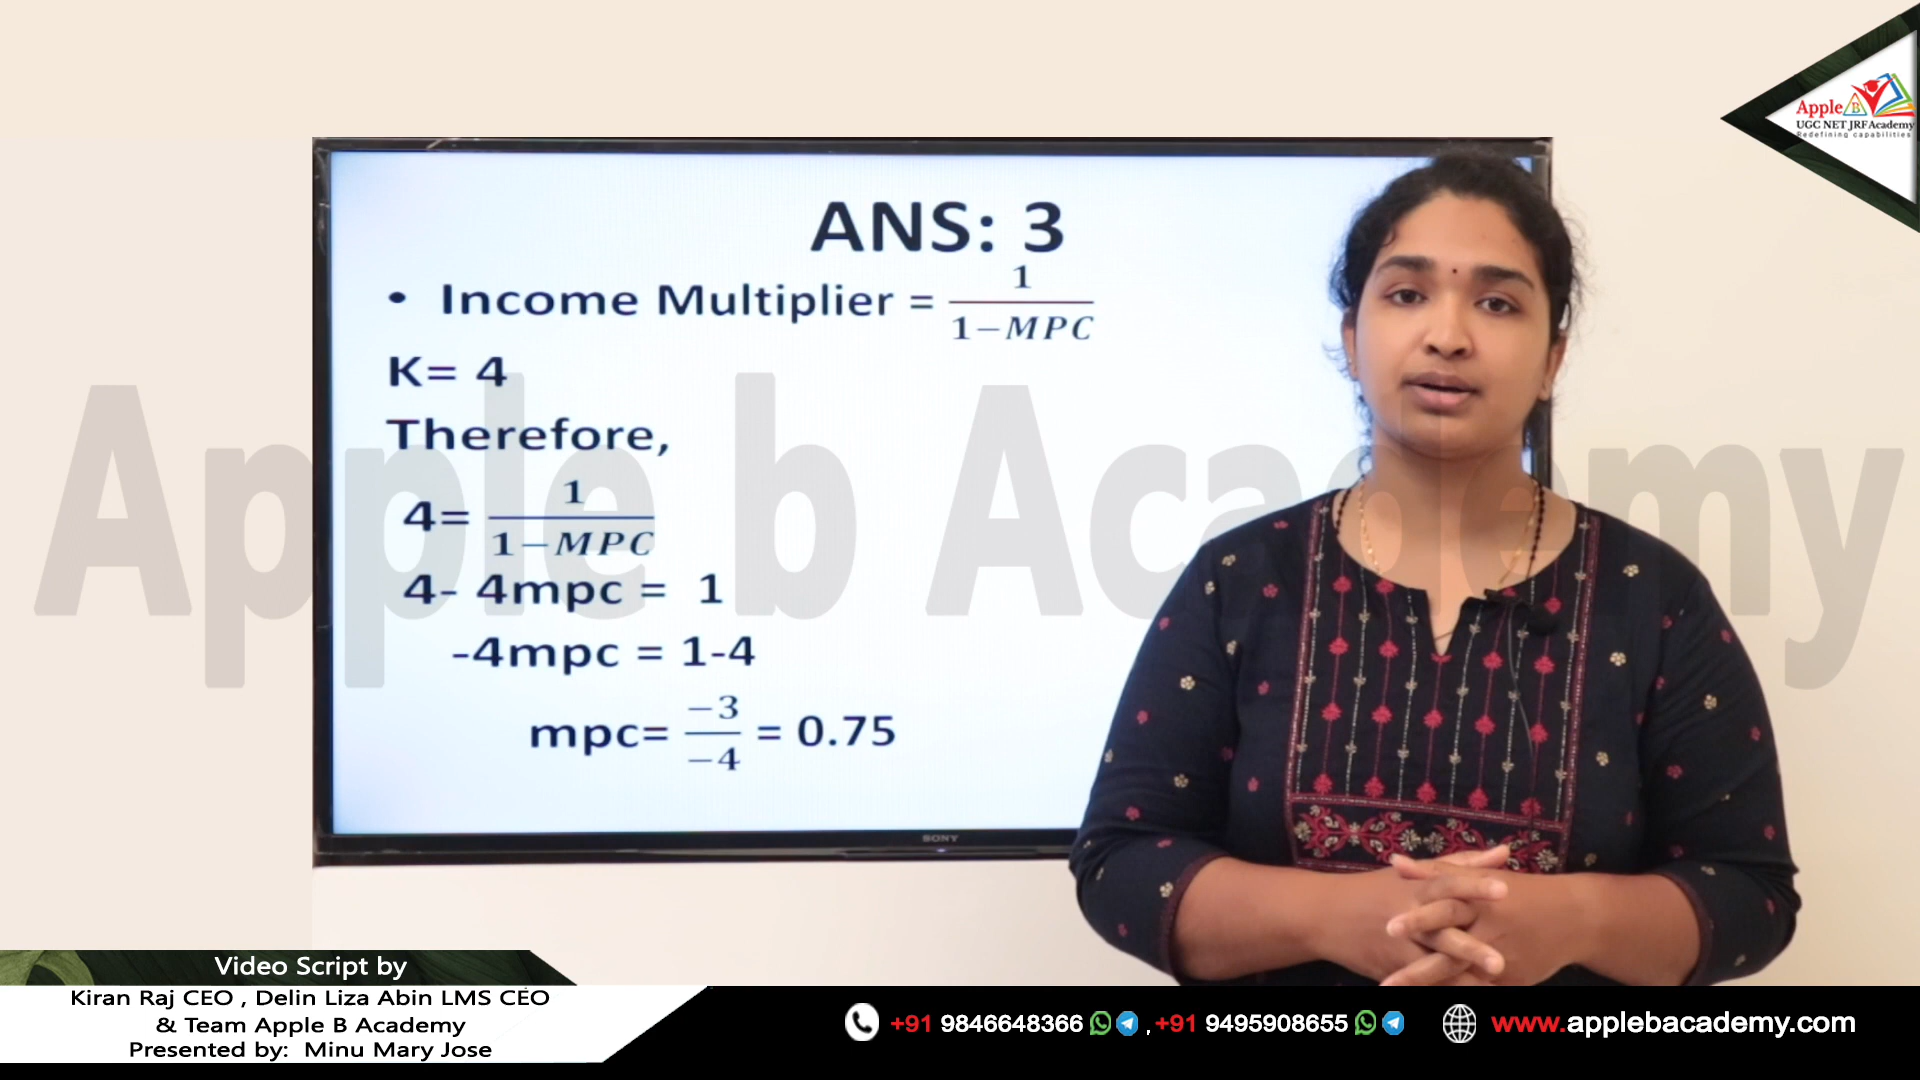 Apple B
UGC NET JRF Academy
Redefining capabilities
ANS: 3
• Income Multiplier = 1/(1−MPC)
K= 4
Therefore,
4= 1/(1−MPC)
4- 4mpc = 1
-4mpc = 1-4
mpc= −3/−4 = 0.75
SONY
Apple b Academy
Video Script by
Kiran Raj CEO , Delin Liza Abin LMS CEO
& Team Apple B Academy
Presented by: Minu Mary Jose
+91 9846648366 , +91 9495908655 www.applebacademy.com